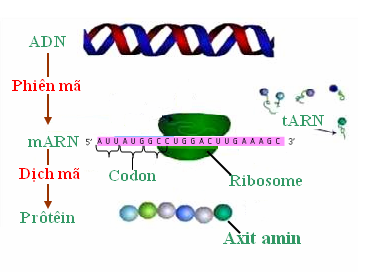 ADN
Phiên mã
tARN
mARN
5' AUUAUGGCCUGGACUUGAAAGC 3'
Dịch mã
Codon
Ribosome
Prôtêin
Axit amin